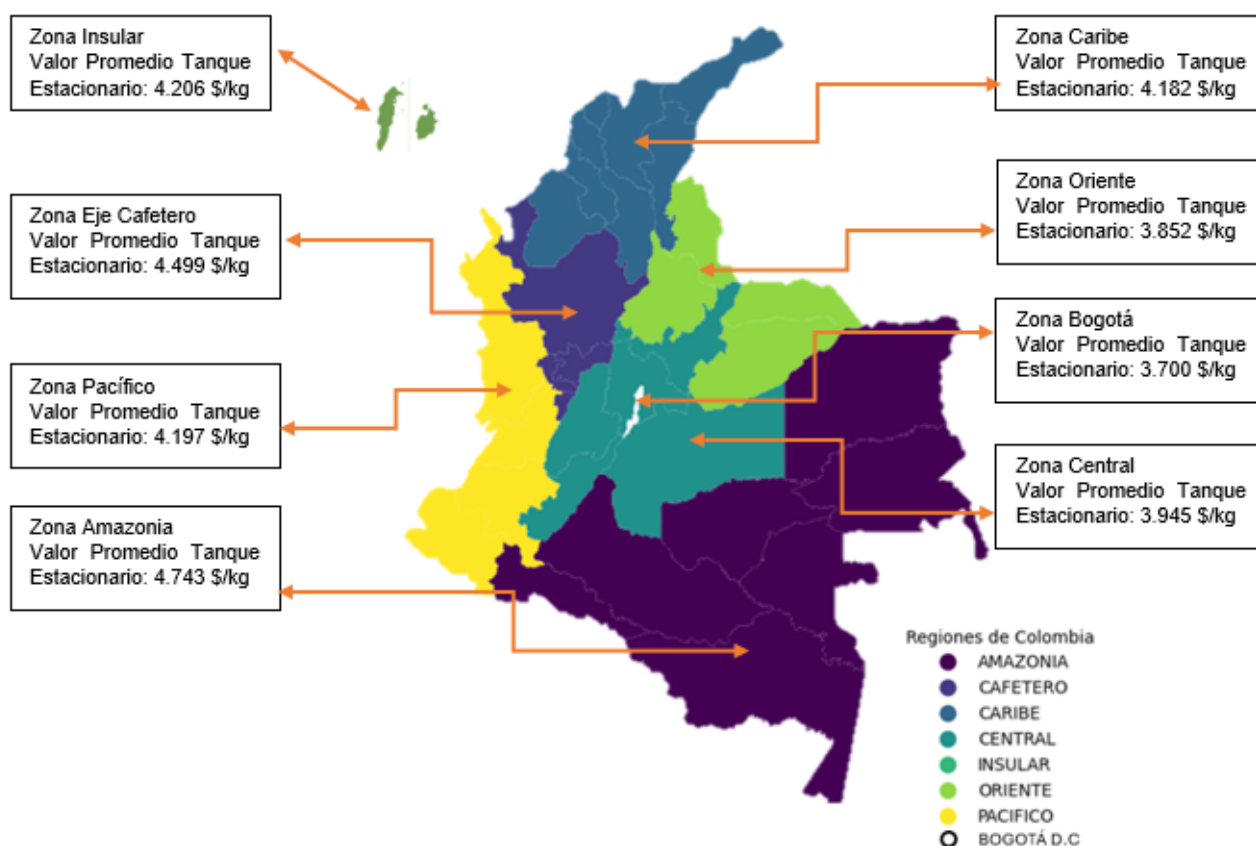 Zona Insular
Valor Promedio Tanque
Estacionario: 4.206 $/kg
Zona Eje Cafetero
Valor Promedio Tanque
Estacionario: 4.499 $/kg
Zona Pacífico
Valor Promedio Tanque
Estacionario: 4.197 $/kg
Zona Amazonia
Valor Promedio Tanque
Estacionario: 4.743 $/kg
Zona Caribe
Valor Promedio Tanque
Estacionario: 4.182 $/kg
Zona Oriente
Valor Promedio Tanque
Estacionario: 3.852 $/kg
Zona Bogotá
Valor Promedio Tanque
Estacionario: 3.700 $/kg
Zona Central
Valor Promedio Tanque
Estacionario: 3.945 $/kg
Regiones de Colombia
AMAZONIA
CAFETERO
CARIBE
CENTRAL
INSULAR
ORIENTE
PACIFICO
BOGOTÁ D.C